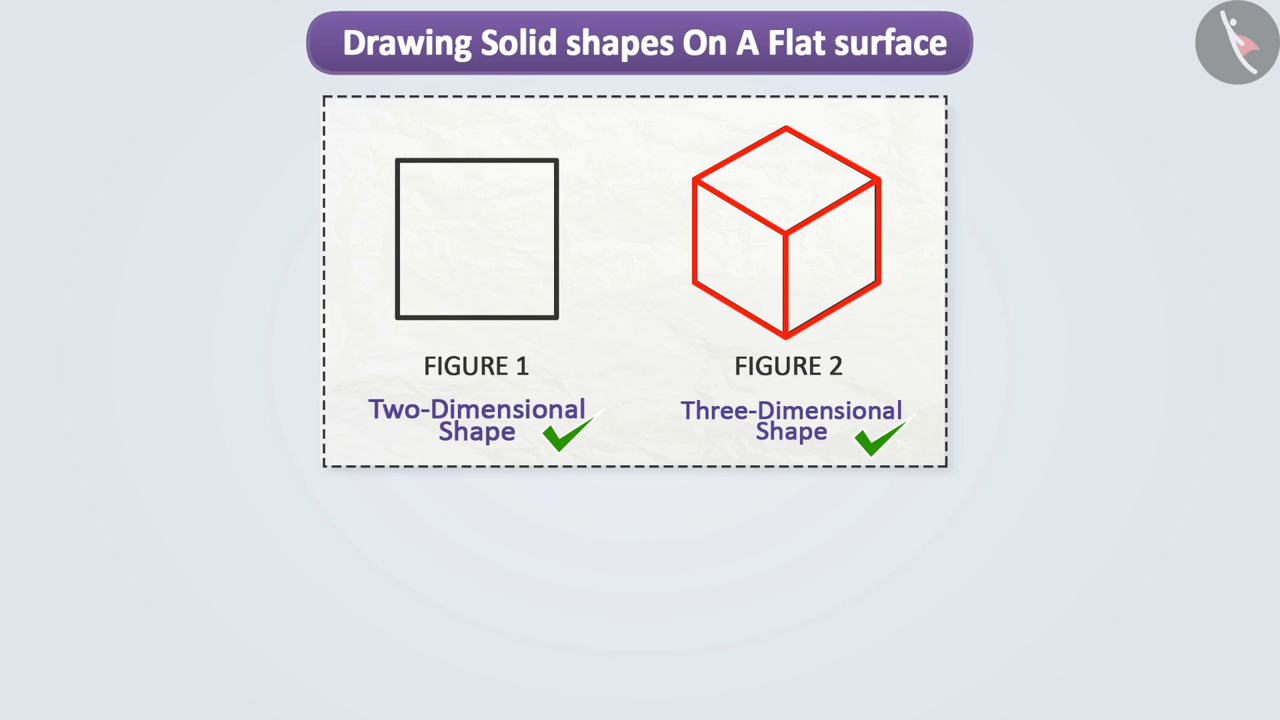 Drawing Solid shapes On A Flat surface
FIGURE 1
Two-Dimensional
Shape
FIGURE 2
Three-Dimensional
Shape